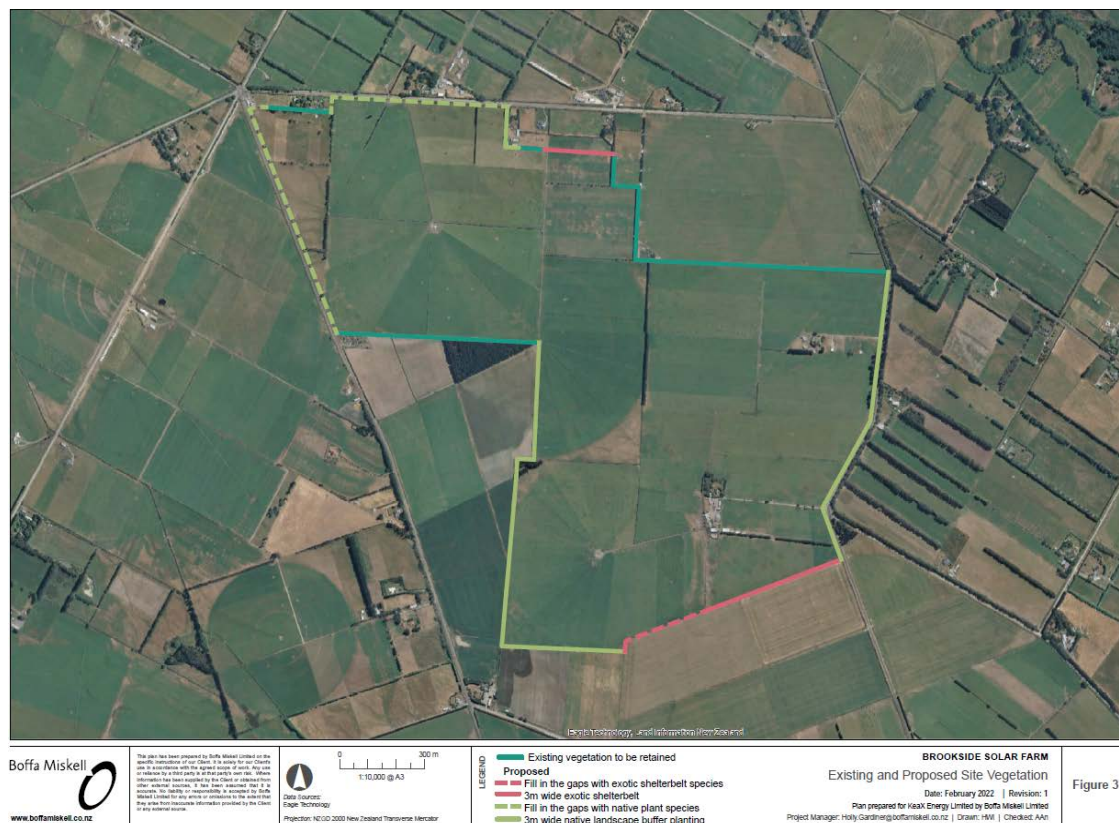 Eagle Technology, Land Information New Zealand
Boffa Miskell
www.boffamiskell.co.nz
This plan has been prepared by Boffa Miskell Limited on the
specific instructions of our Client. It is solely for our Client's
use in accordance with the agreed scope of work. Any use
or reliance by a third party is at that party's own risk. Where
information has been supplied by the Client or obtained from
other external sources, it has been assumed that it is
accurate. No liability or responsibility is accepted by Boffa
Miskell Limited for any errors or omissions to the extent that
they arise from inaccurate information provided by the Client
or any external source.
0 300 m
1:10,000 @ A3
Data Sources:
Eagle Technology
Projection: NZGD 2000 New Zealand Transverse Mercator
LEGEND
Existing vegetation to be retained
Proposed
Fill in the gaps with exotic shelterbelt species
3m wide exotic shelterbelt
Fill in the gaps with native plant species
3m wide native landscape buffer planting
BROOKSIDE SOLAR FARM
Existing and Proposed Site Vegetation
Date: February 2022 | Revision: 1
Plan prepared for KeaX Energy Limited by Boffa Miskell Limited
Project Manager: Holly.Gardiner@boffamiskell.co.nz | Drawn: HWi | Checked: AAn
Figure 3